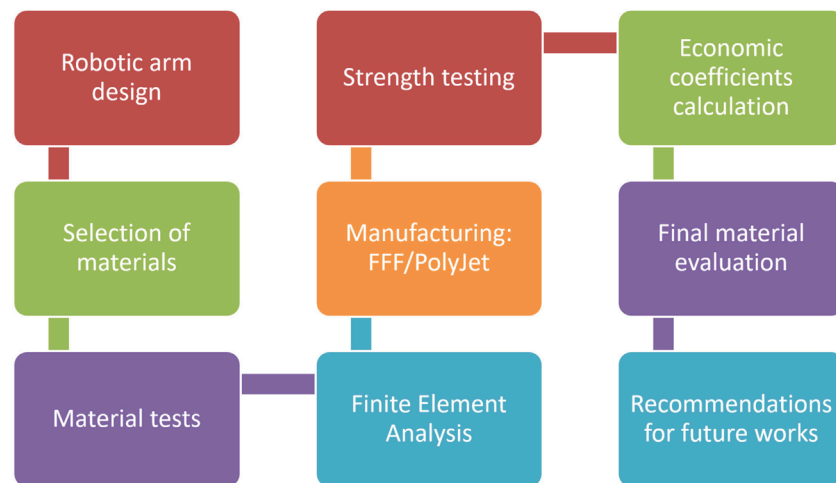 Robotic arm
design
Selection of
materials
Material tests
Finite Element
Analysis
Manufacturing:
FFF/PolyJet
Strength testing
Economic
coefficients
calculation
Final material
evaluation
Recommendations
for future works